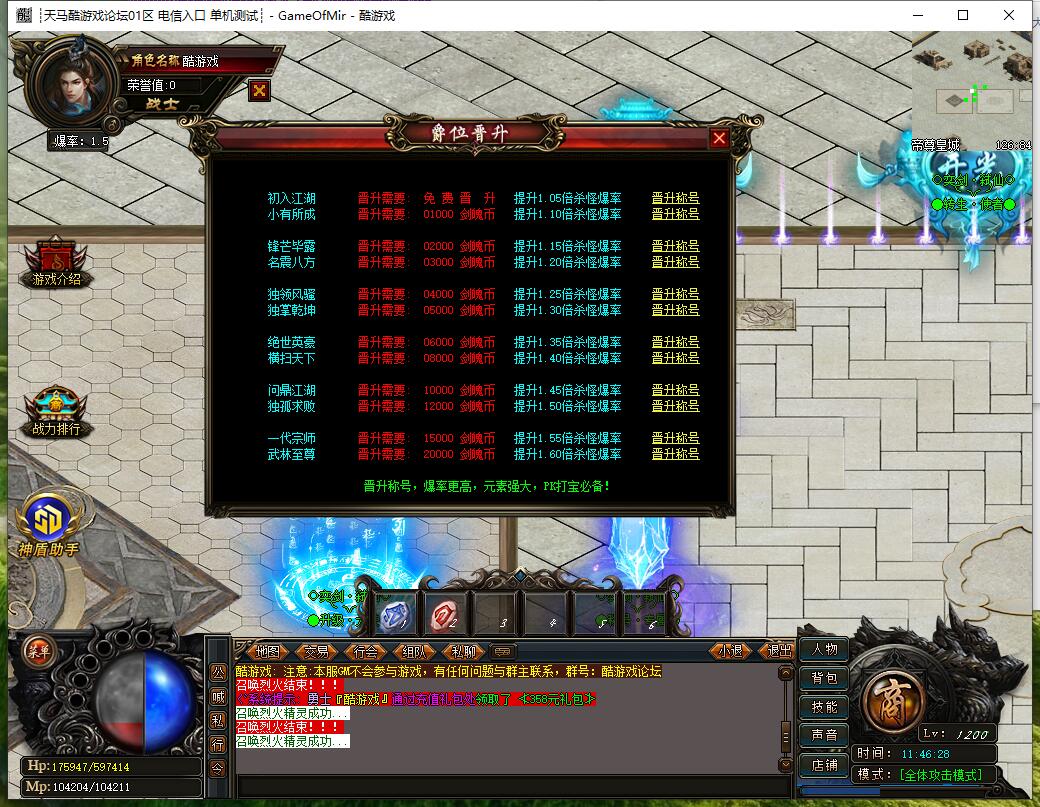 天马酷游戏论坛01区 电信入口 单机测试 - GameOfMir - 酷游戏
角色名称 酷游戏
荣誉值:0
战士
爆率: 1.5
帝尊皇城 126:84
爵位晋升
初入江湖 晋升需要: 免 费 晋 升 提升1.05倍杀怪爆率 晋升称号
小有所成 晋升需要: 01000 剑魄币 提升1.10倍杀怪爆率 晋升称号
锋芒毕露 晋升需要: 02000 剑魄币 提升1.15倍杀怪爆率 晋升称号
名震八方 晋升需要: 03000 剑魄币 提升1.20倍杀怪爆率 晋升称号
独领风骚 晋升需要: 04000 剑魄币 提升1.25倍杀怪爆率 晋升称号
独掌乾坤 晋升需要: 05000 剑魄币 提升1.30倍杀怪爆率 晋升称号
绝世英豪 晋升需要: 06000 剑魄币 提升1.35倍杀怪爆率 晋升称号
横扫天下 晋升需要: 08000 剑魄币 提升1.40倍杀怪爆率 晋升称号
问鼎江湖 晋升需要: 10000 剑魄币 提升1.45倍杀怪爆率 晋升称号
独孤求败 晋升需要: 12000 剑魄币 提升1.50倍杀怪爆率 晋升称号
一代宗师 晋升需要: 15000 剑魄币 提升1.55倍杀怪爆率 晋升称号
武林至尊 晋升需要: 20000 剑魄币 提升1.60倍杀怪爆率 晋升称号
晋升称号,爆率更高,元素强大,PK打宝必备!
奕剑·弑仙
转生·使者
游戏介绍
战力排行
神盾助手
奕剑
升级
1 2 3 4 5 6
菜单
地图 交易 行会 组队 私聊 小退 退出
公
喊
私
行
令
酷游戏: 注意:本服GM不会参与游戏,有任何问题与群主联系,群号: 酷游戏论坛
召唤烈火结束!!!
系统提示: 勇士『酷游戏』通过充值礼包处领取了 <358元礼包>
召唤烈火精灵成功...
召唤烈火结束!!!
召唤烈火精灵成功...
人物
背包
技能
声音
店铺
商
Lv: 1200
时间: 11:46:28
模式: [全体攻击模式]
Hp:175947/597414
Mp:104204/104211